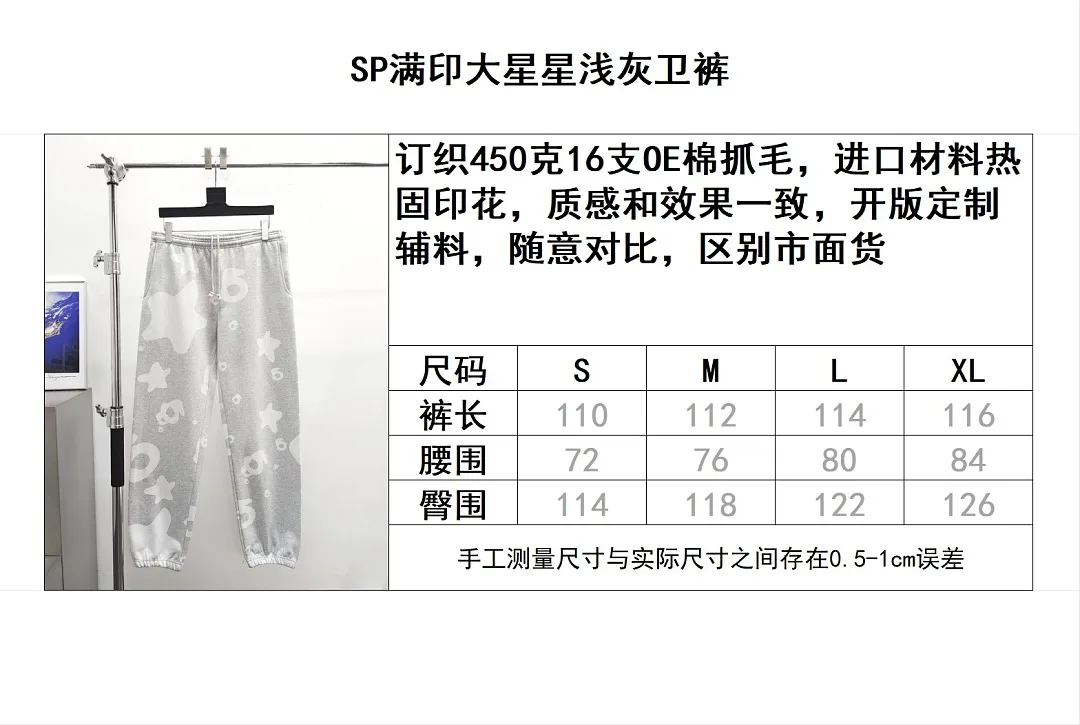 SP满印大星星浅灰卫裤
订织450克16支OE棉抓毛，进口材料热
固印花，质感和效果一致，开版定制
辅料，随意对比，区别市面货
尺码 S M L XL
裤长 110 112 114 116
腰围 72 76 80 84
臀围 114 118 122 126
手工测量尺寸与实际尺寸之间存在0.5-1cm误差